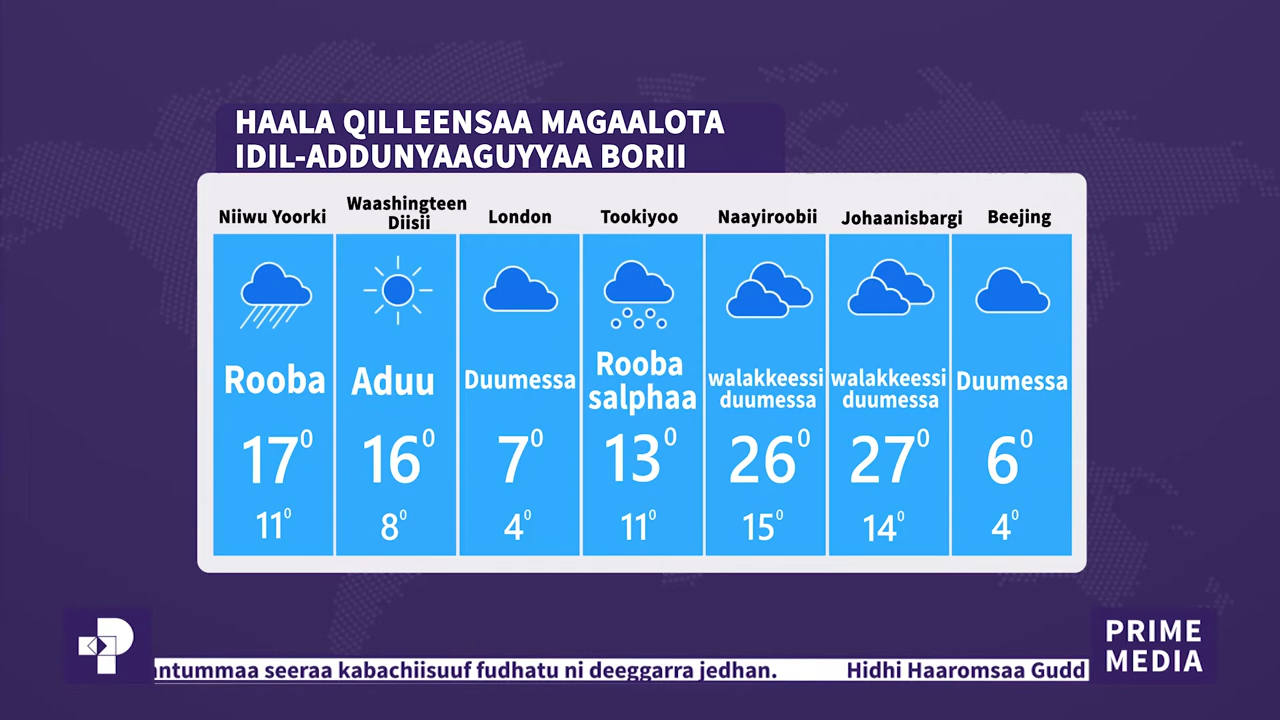 HAALA QILLEENSAA MAGAALOTA
IDIL-ADDUNYAAGUYYAA BORII
Niiwu Yoorki
Waashingteen
Diisii
London
Tookiyoo
Naayiroobii
Johaanisbargi
Beejing
Rooba
Aduu
Duumessa
Rooba
salphaa
walakkeessi
duumessa
walakkeessi
duumessa
Duumessa
17⁰
16⁰
7⁰
13⁰
26⁰
27⁰
6⁰
11⁰
8⁰
4⁰
11⁰
15⁰
14⁰
4⁰
PRIME
MEDIA
antummaa seeraa kabachiisuuf fudhatu ni deeggarra jedhan. Hidhi Haaromsaa Gudd